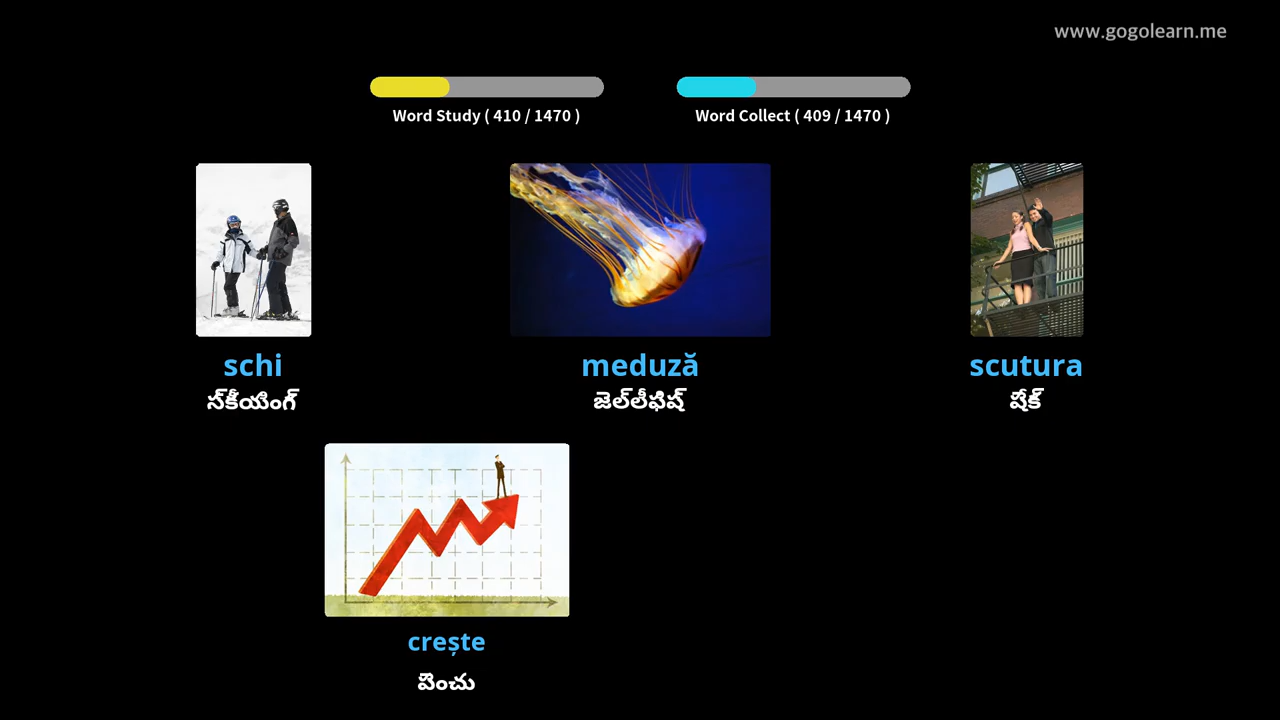 www.gogolearn.me
Word Study ( 410 / 1470 )
Word Collect ( 409 / 1470 )
schi
meduză
scutura
స్కీయింగ్
జెల్లీఫిష్
షేక్
crește
పెంచు